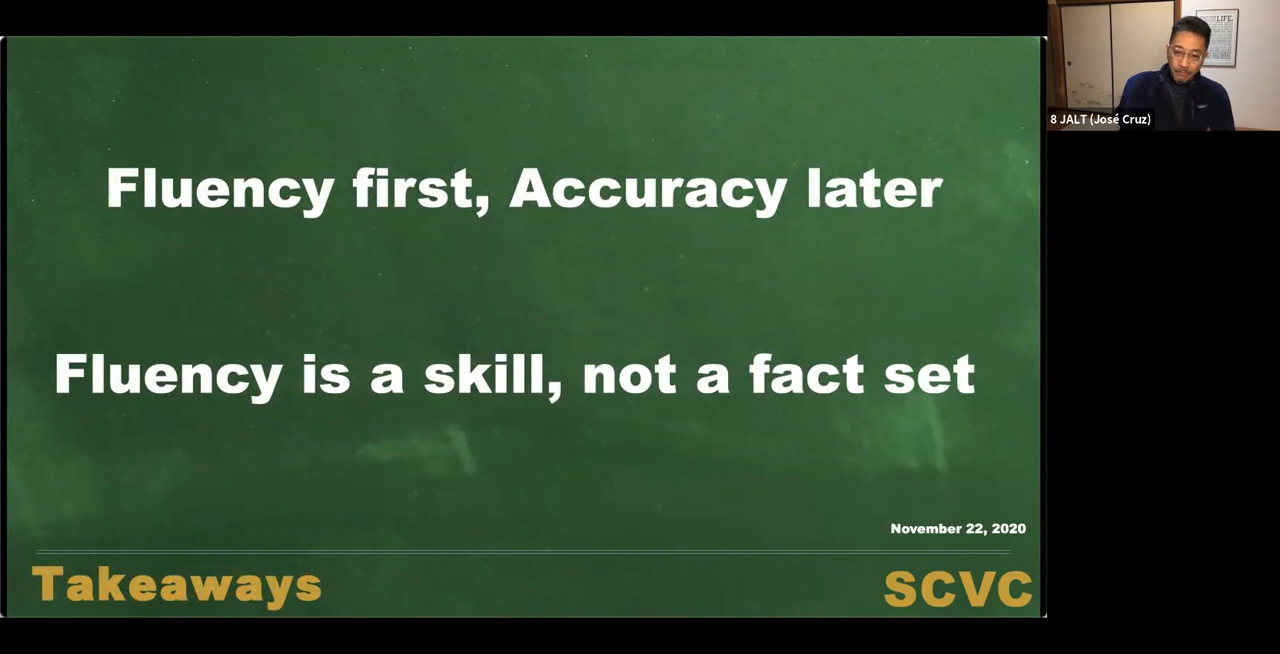 Fluency first, Accuracy later
Fluency is a skill, not a fact set
November 22, 2020
Takeaways
SCVC
LIFE.
8 JALT (José Cruz)